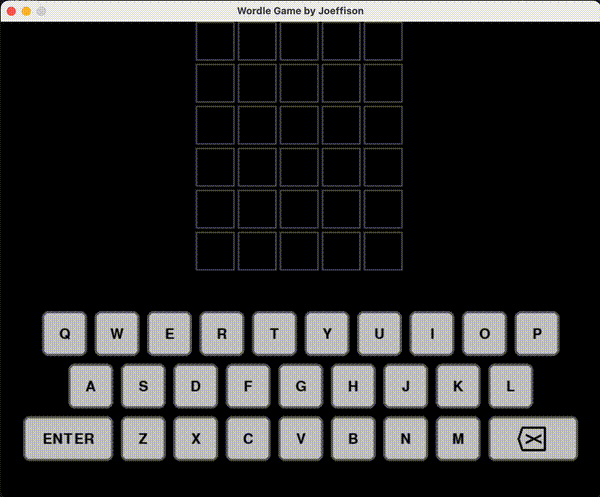 Wordle Game by Joeffison
Q W E R T Y U I O P
A S D F G H J K L
ENTER Z X C V B N M